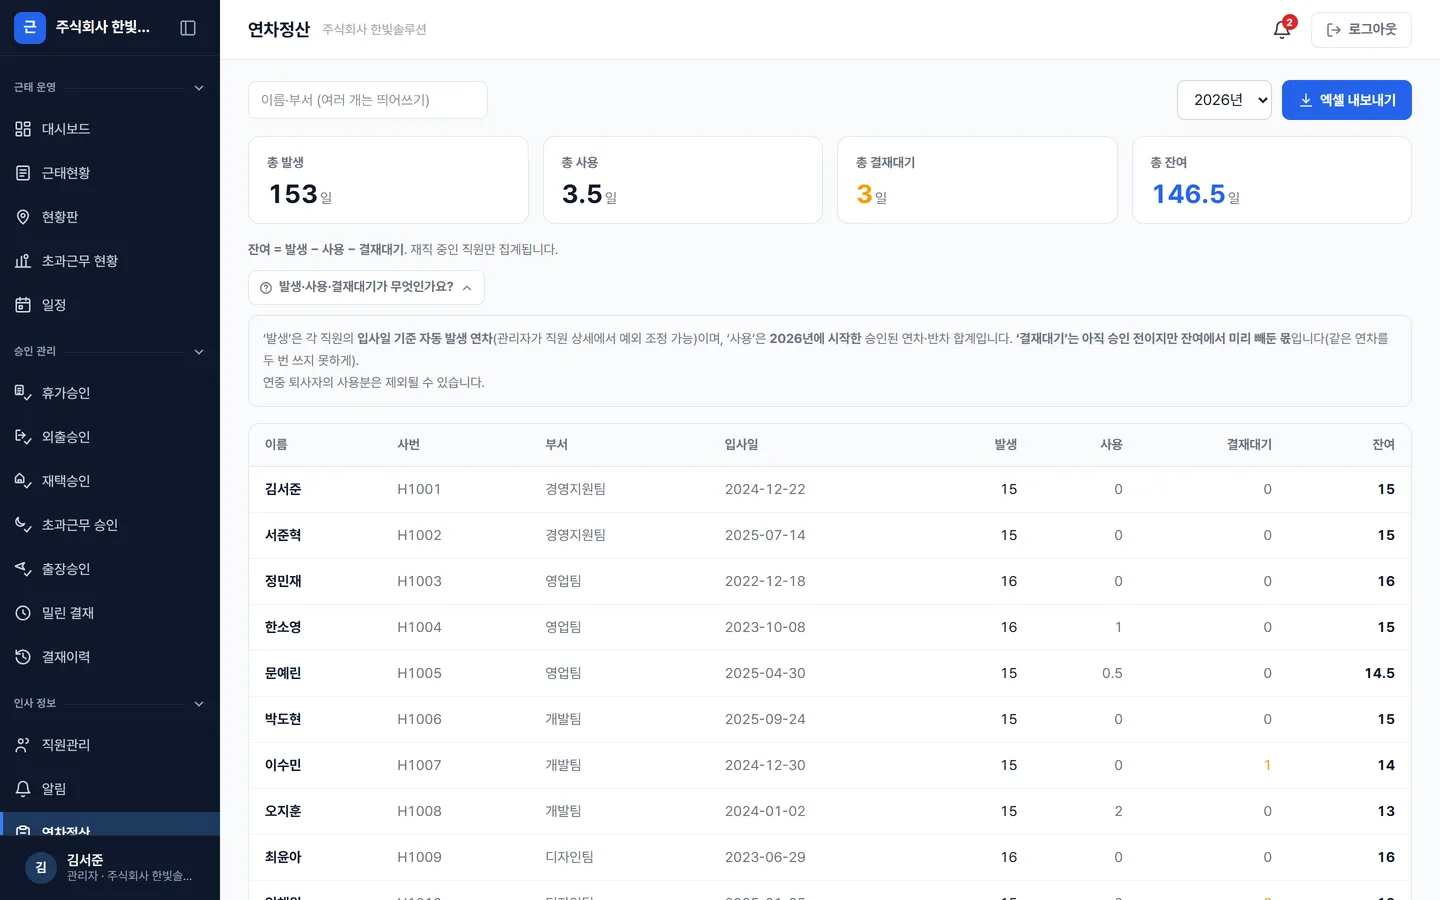 근
주식회사 한빛...
근태 운영
대시보드
근태현황
현황판
초과근무 현황
일정
승인 관리
휴가승인
외출승인
재택승인
초과근무 승인
출장승인
밀린 결재
결재이력
인사 정보
직원관리
알림
연차정산
김
김서준
관리자 · 주식회사 한빛솔...
연차정산 주식회사 한빛솔루션
2
로그아웃
이름·부서 (여러 개는 띄어쓰기)
2026년
엑셀 내보내기
총 발생
153일
총 사용
3.5일
총 결재대기
3일
총 잔여
146.5일
잔여 = 발생 − 사용 − 결재대기. 재직 중인 직원만 집계됩니다.
발생·사용·결재대기가 무엇인가요?
‘발생’은 각 직원의 입사일 기준 자동 발생 연차(관리자가 직원 상세에서 예외 조정 가능)이며, ‘사용’은 2026년에 시작한 승인된 연차·반차 합계입니다. ‘결재대기’는 아직 승인 전이지만 잔여에서 미리 빼둔 몫입니다(같은 연차를
두 번 쓰지 못하게).
연중 퇴사자의 사용분은 제외될 수 있습니다.
이름 사번 부서 입사일 발생 사용 결재대기 잔여
김서준 H1001 경영지원팀 2024-12-22 15 0 0 15
서준혁 H1002 경영지원팀 2025-07-14 15 0 0 15
정민재 H1003 영업팀 2022-12-18 16 0 0 16
한소영 H1004 영업팀 2023-10-08 16 1 0 15
문예린 H1005 영업팀 2025-04-30 15 0.5 0 14.5
박도현 H1006 개발팀 2025-09-24 15 0 0 15
이수민 H1007 개발팀 2024-12-30 15 0 1 14
오지훈 H1008 개발팀 2024-01-02 15 2 0 13
최윤아 H1009 디자인팀 2023-06-29 16 0 0 16